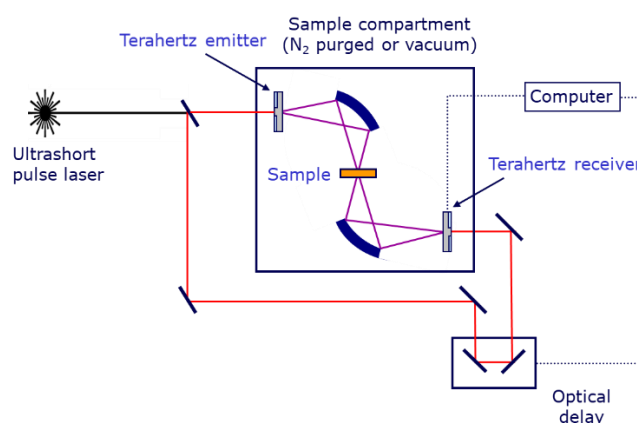 Sample compartment
(N₂ purged or vacuum)
Terahertz emitter
Computer
Ultrashort
pulse laser
Sample
Terahertz receiver
Optical
delay